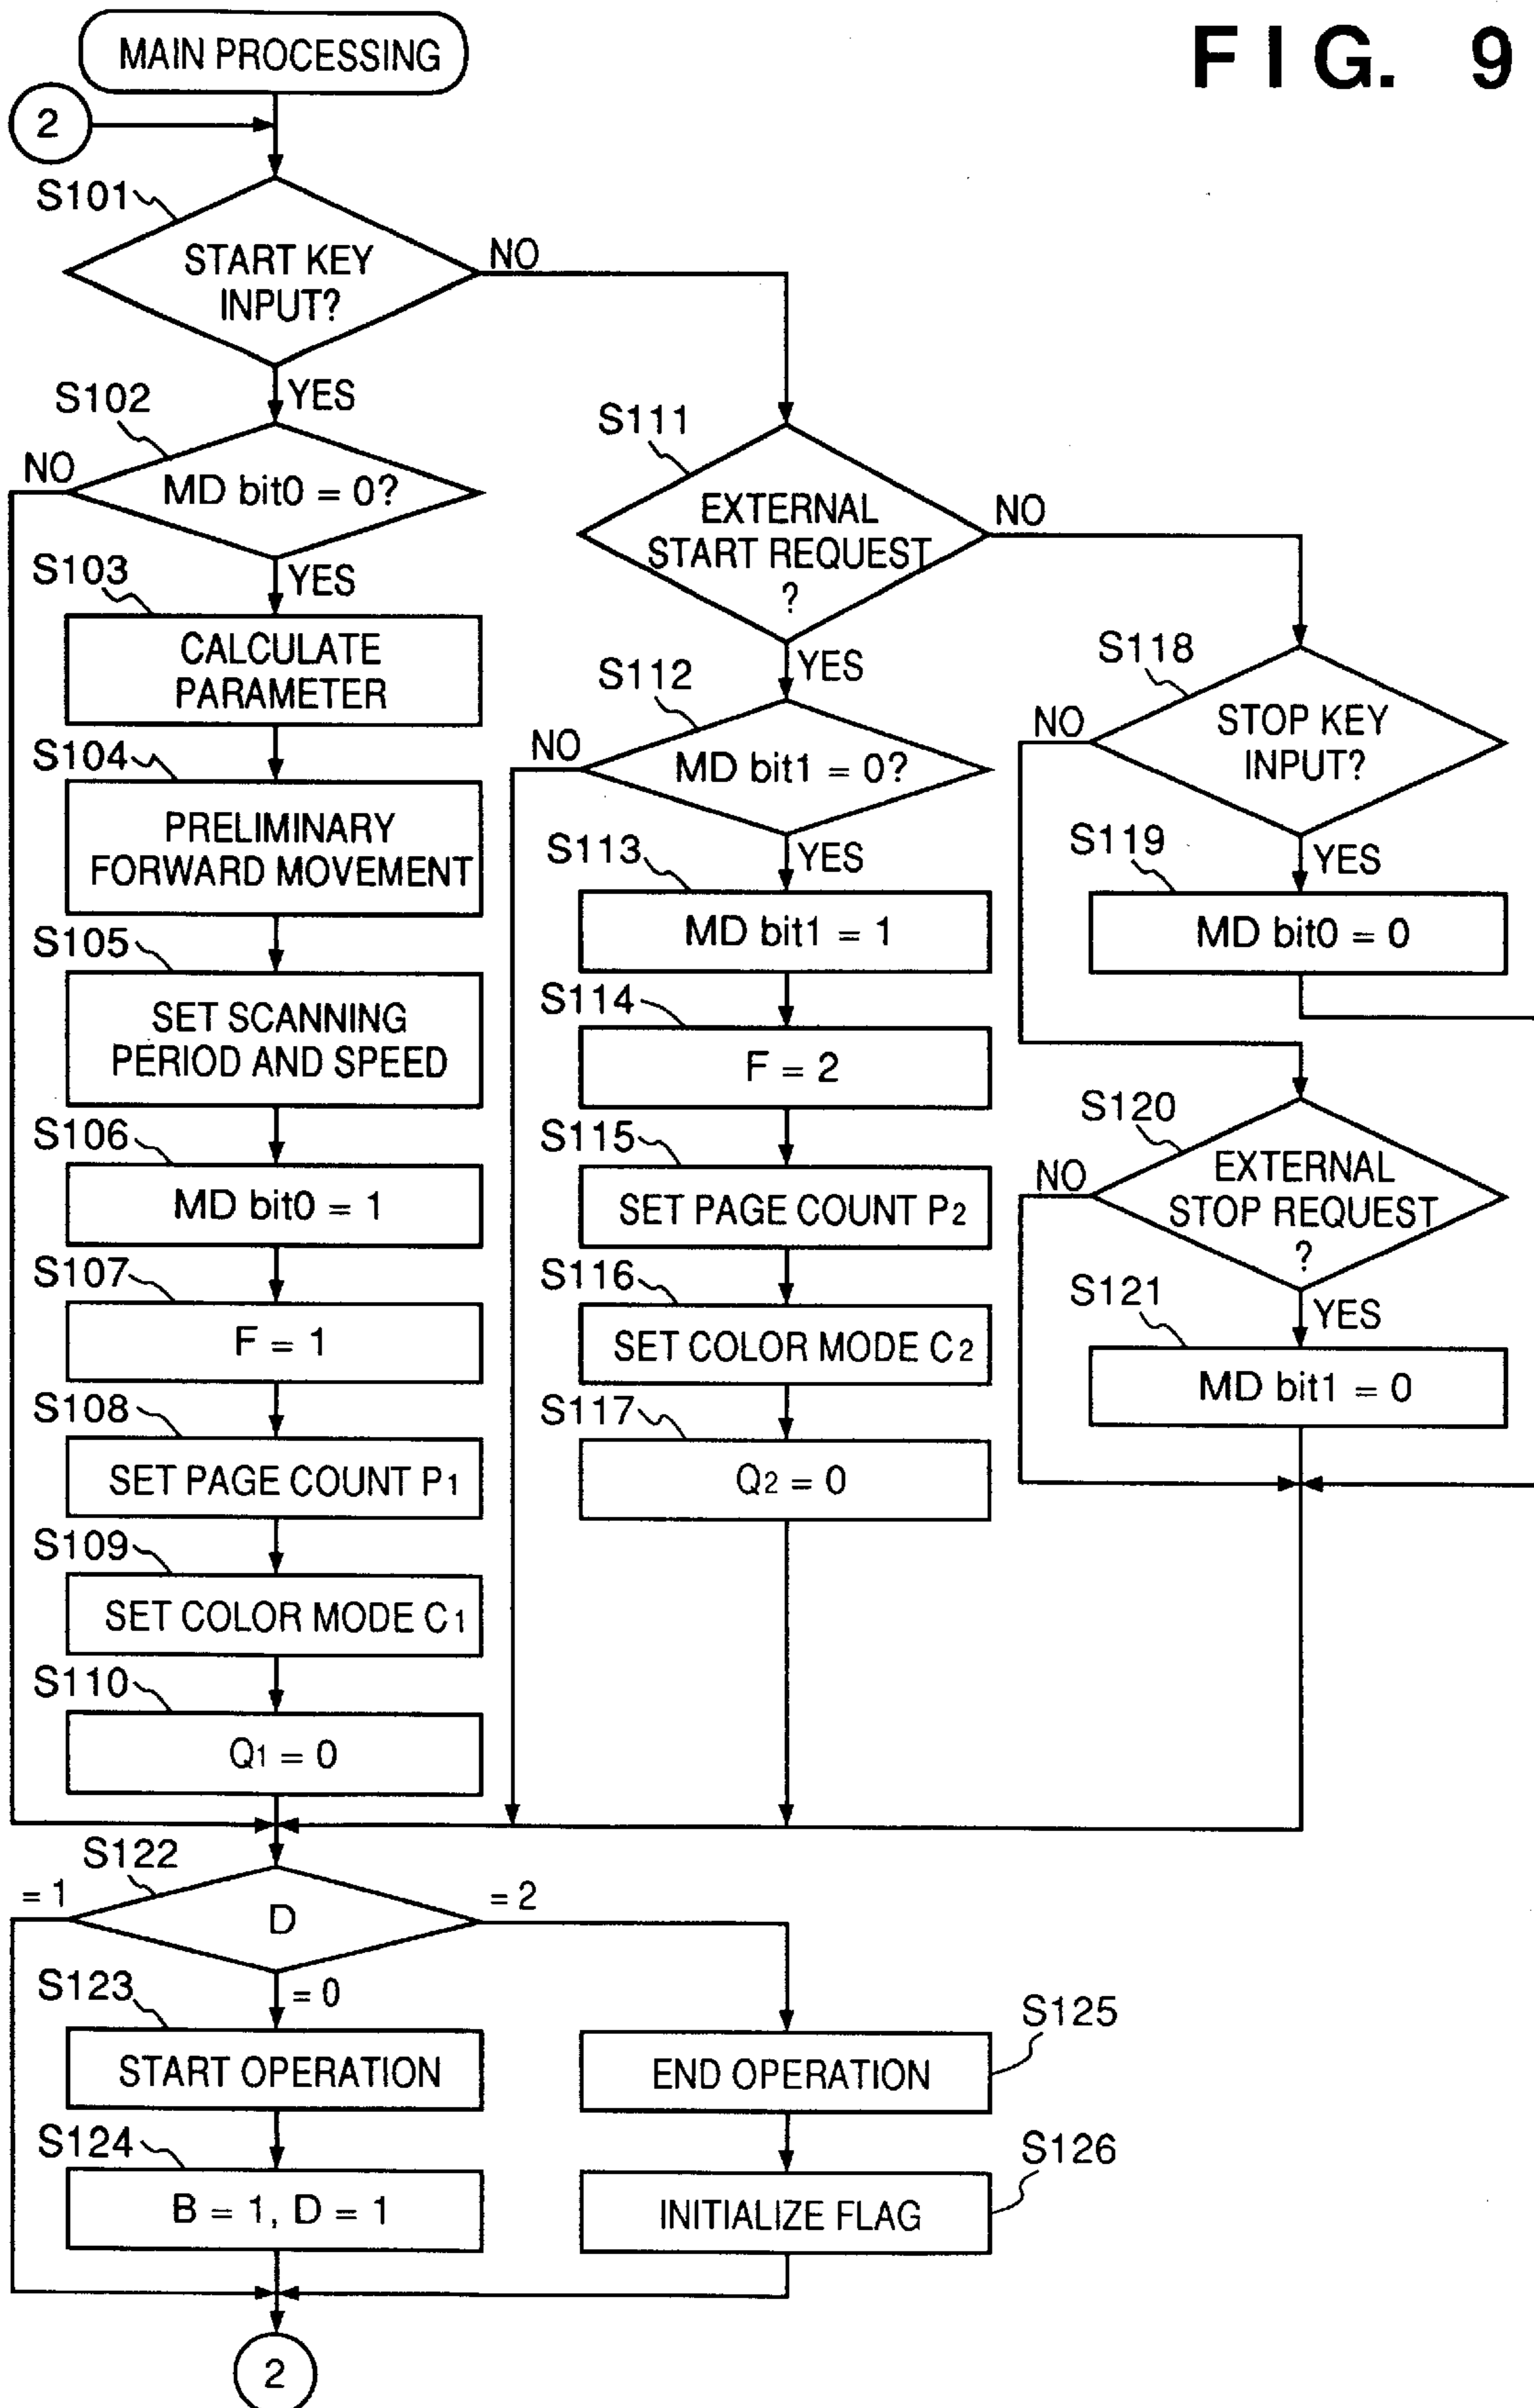 FIG. 9
MAIN PROCESSING
2
S101
START KEY
INPUT?
NO
YES
S102
NO
MD bit0 = 0?
YES
S103
CALCULATE
PARAMETER
S104
PRELIMINARY
FORWARD MOVEMENT
S105
SET SCANNING
PERIOD AND SPEED
S106
MD bit0 = 1
S107
F = 1
S108
SET PAGE COUNT P1
S109
SET COLOR MODE C1
S110
Q1 = 0
S111
EXTERNAL
START REQUEST
?
NO
YES
S112
NO
MD bit1 = 0?
YES
S113
MD bit1 = 1
S114
F = 2
S115
SET PAGE COUNT P2
S116
SET COLOR MODE C2
S117
Q2 = 0
S118
NO
STOP KEY
INPUT?
YES
S119
MD bit0 = 0
S120
NO
EXTERNAL
STOP REQUEST
?
YES
S121
MD bit1 = 0
S122
= 1
D
= 2
= 0
S123
START OPERATION
S124
B = 1, D = 1
S125
END OPERATION
S126
INITIALIZE FLAG
2